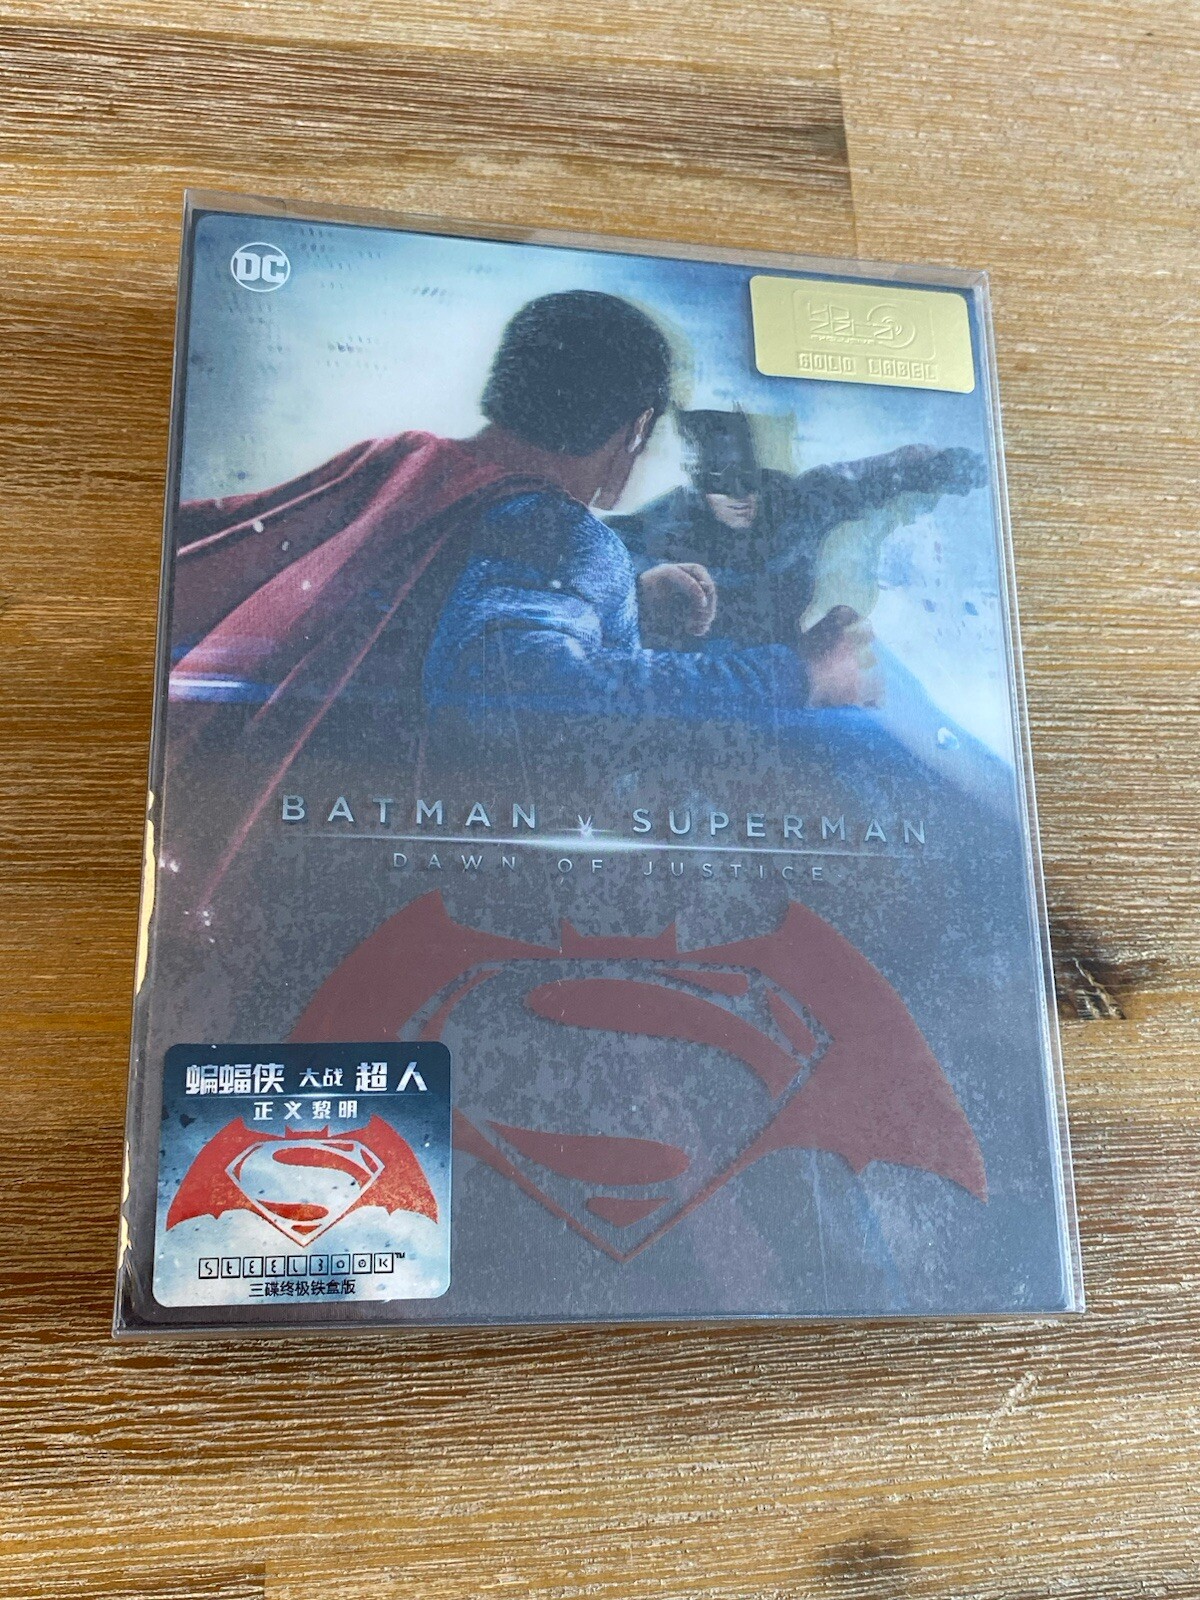 DC
GOLD LABEL
BATMAN v SUPERMAN
DAWN OF JUSTICE
蝙蝠侠 大战 超人
正义黎明
STEELBOOK™
三碟终极铁盒版